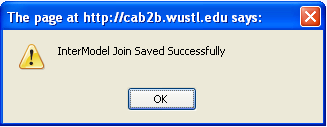 The page at http://cab2b.wustl.edu says:
InterModel Join Saved Successfully
OK